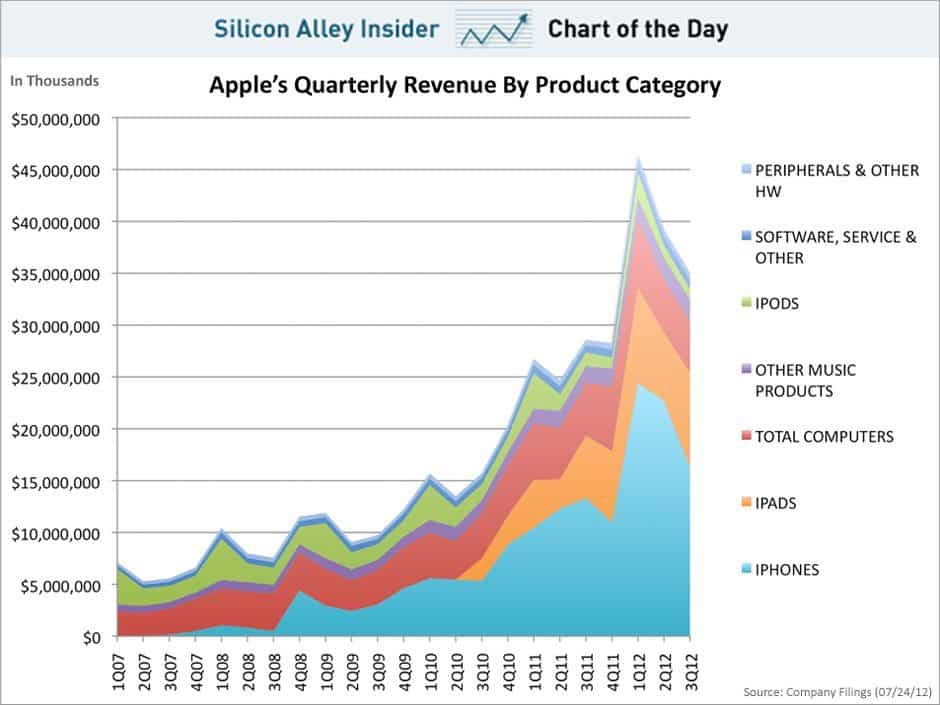 Silicon Alley Insider Chart of the Day
In Thousands
Apple's Quarterly Revenue By Product Category
$50,000,000
$45,000,000
$40,000,000
$35,000,000
$30,000,000
$25,000,000
$20,000,000
$15,000,000
$10,000,000
$5,000,000
$0
1Q07
2Q07
3Q07
4Q07
1Q08
2Q08
3Q08
4Q08
1Q09
2Q09
3Q09
4Q09
1Q10
2Q10
3Q10
4Q10
1Q11
2Q11
3Q11
4Q11
1Q12
2Q12
3Q12
PERIPHERALS & OTHER
HW
SOFTWARE, SERVICE &
OTHER
IPODS
OTHER MUSIC
PRODUCTS
TOTAL COMPUTERS
IPADS
IPHONES
Source: Company Filings (07/24/12)